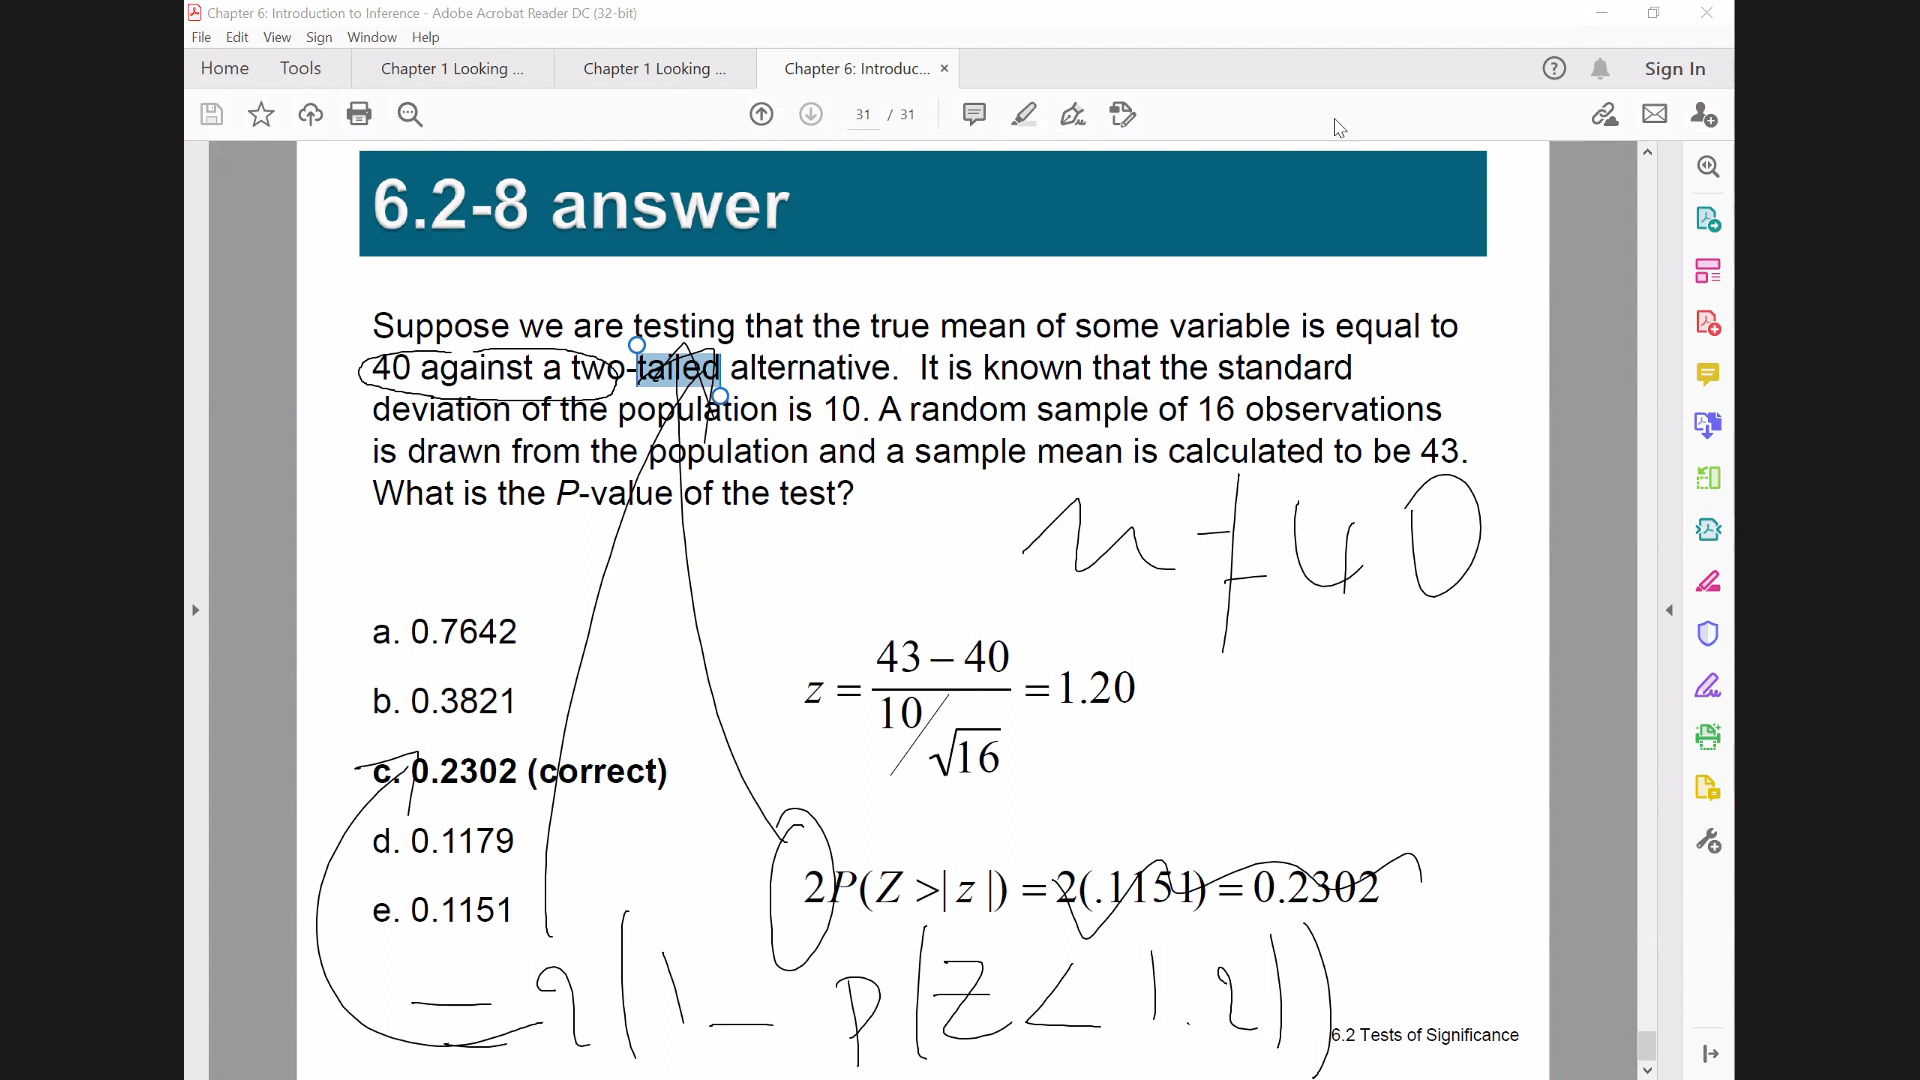 Chapter 6: Introduction to Inference - Adobe Acrobat Reader DC (32-bit)
File Edit View Sign Window Help
Home Tools Chapter 1 Looking ... Chapter 1 Looking ... Chapter 6: Introduc... × Sign In
31 / 31
6.2-8 answer
Suppose we are testing that the true mean of some variable is equal to
40 against a two-tailed alternative. It is known that the standard
deviation of the population is 10. A random sample of 16 observations
is drawn from the population and a sample mean is calculated to be 43.
What is the P-value of the test?
μ ≠ 40
a. 0.7642
b. 0.3821
c. 0.2302 (correct)
d. 0.1179
e. 0.1151
z = (43 – 40) / (10/√16) = 1.20
2P(Z >| z |) = 2(.1151) = 0.2302
= 2(1 - P(Z < 1.2))
6.2 Tests of Significance